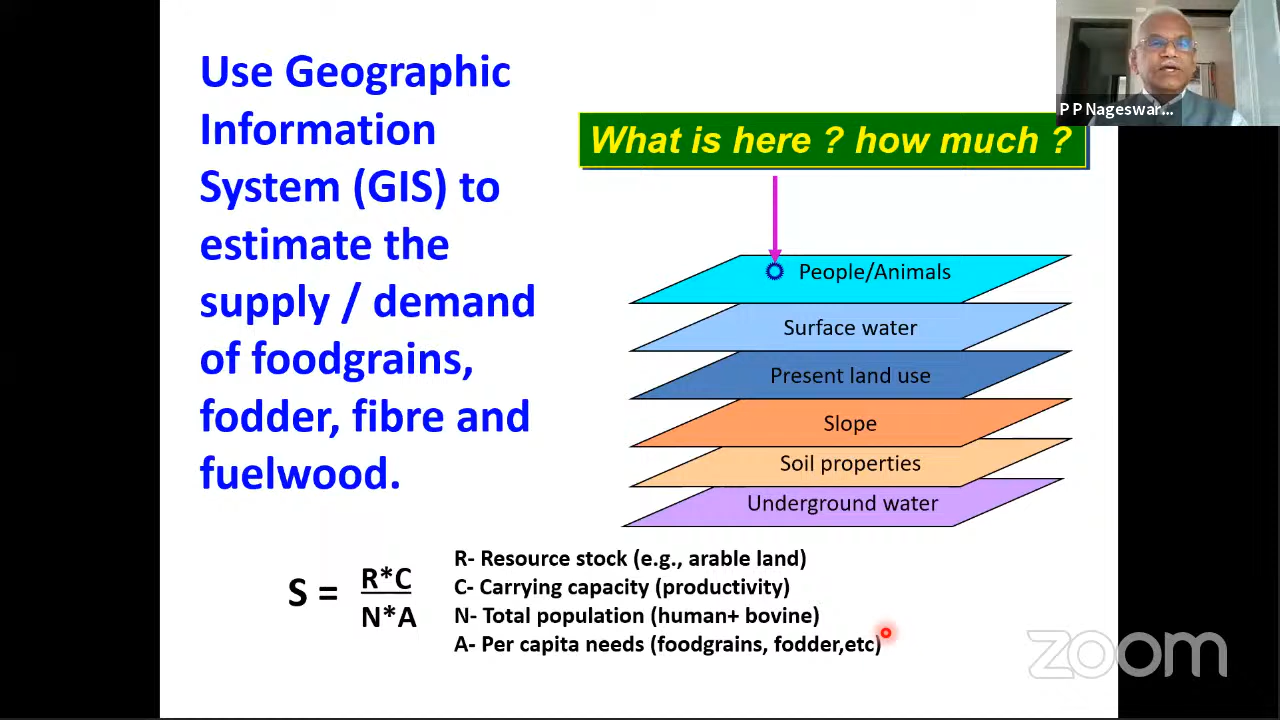 Use Geographic
Information
System (GIS) to
estimate the
supply / demand
of foodgrains,
fodder, fibre and
fuelwood.
What is here ? how much ?
P P Nageswar...
People/Animals
Surface water
Present land use
Slope
Soil properties
Underground water
S = R*C
N*A
R- Resource stock (e.g., arable land)
C- Carrying capacity (productivity)
N- Total population (human+ bovine)
A- Per capita needs (foodgrains, fodder,etc)
zoom